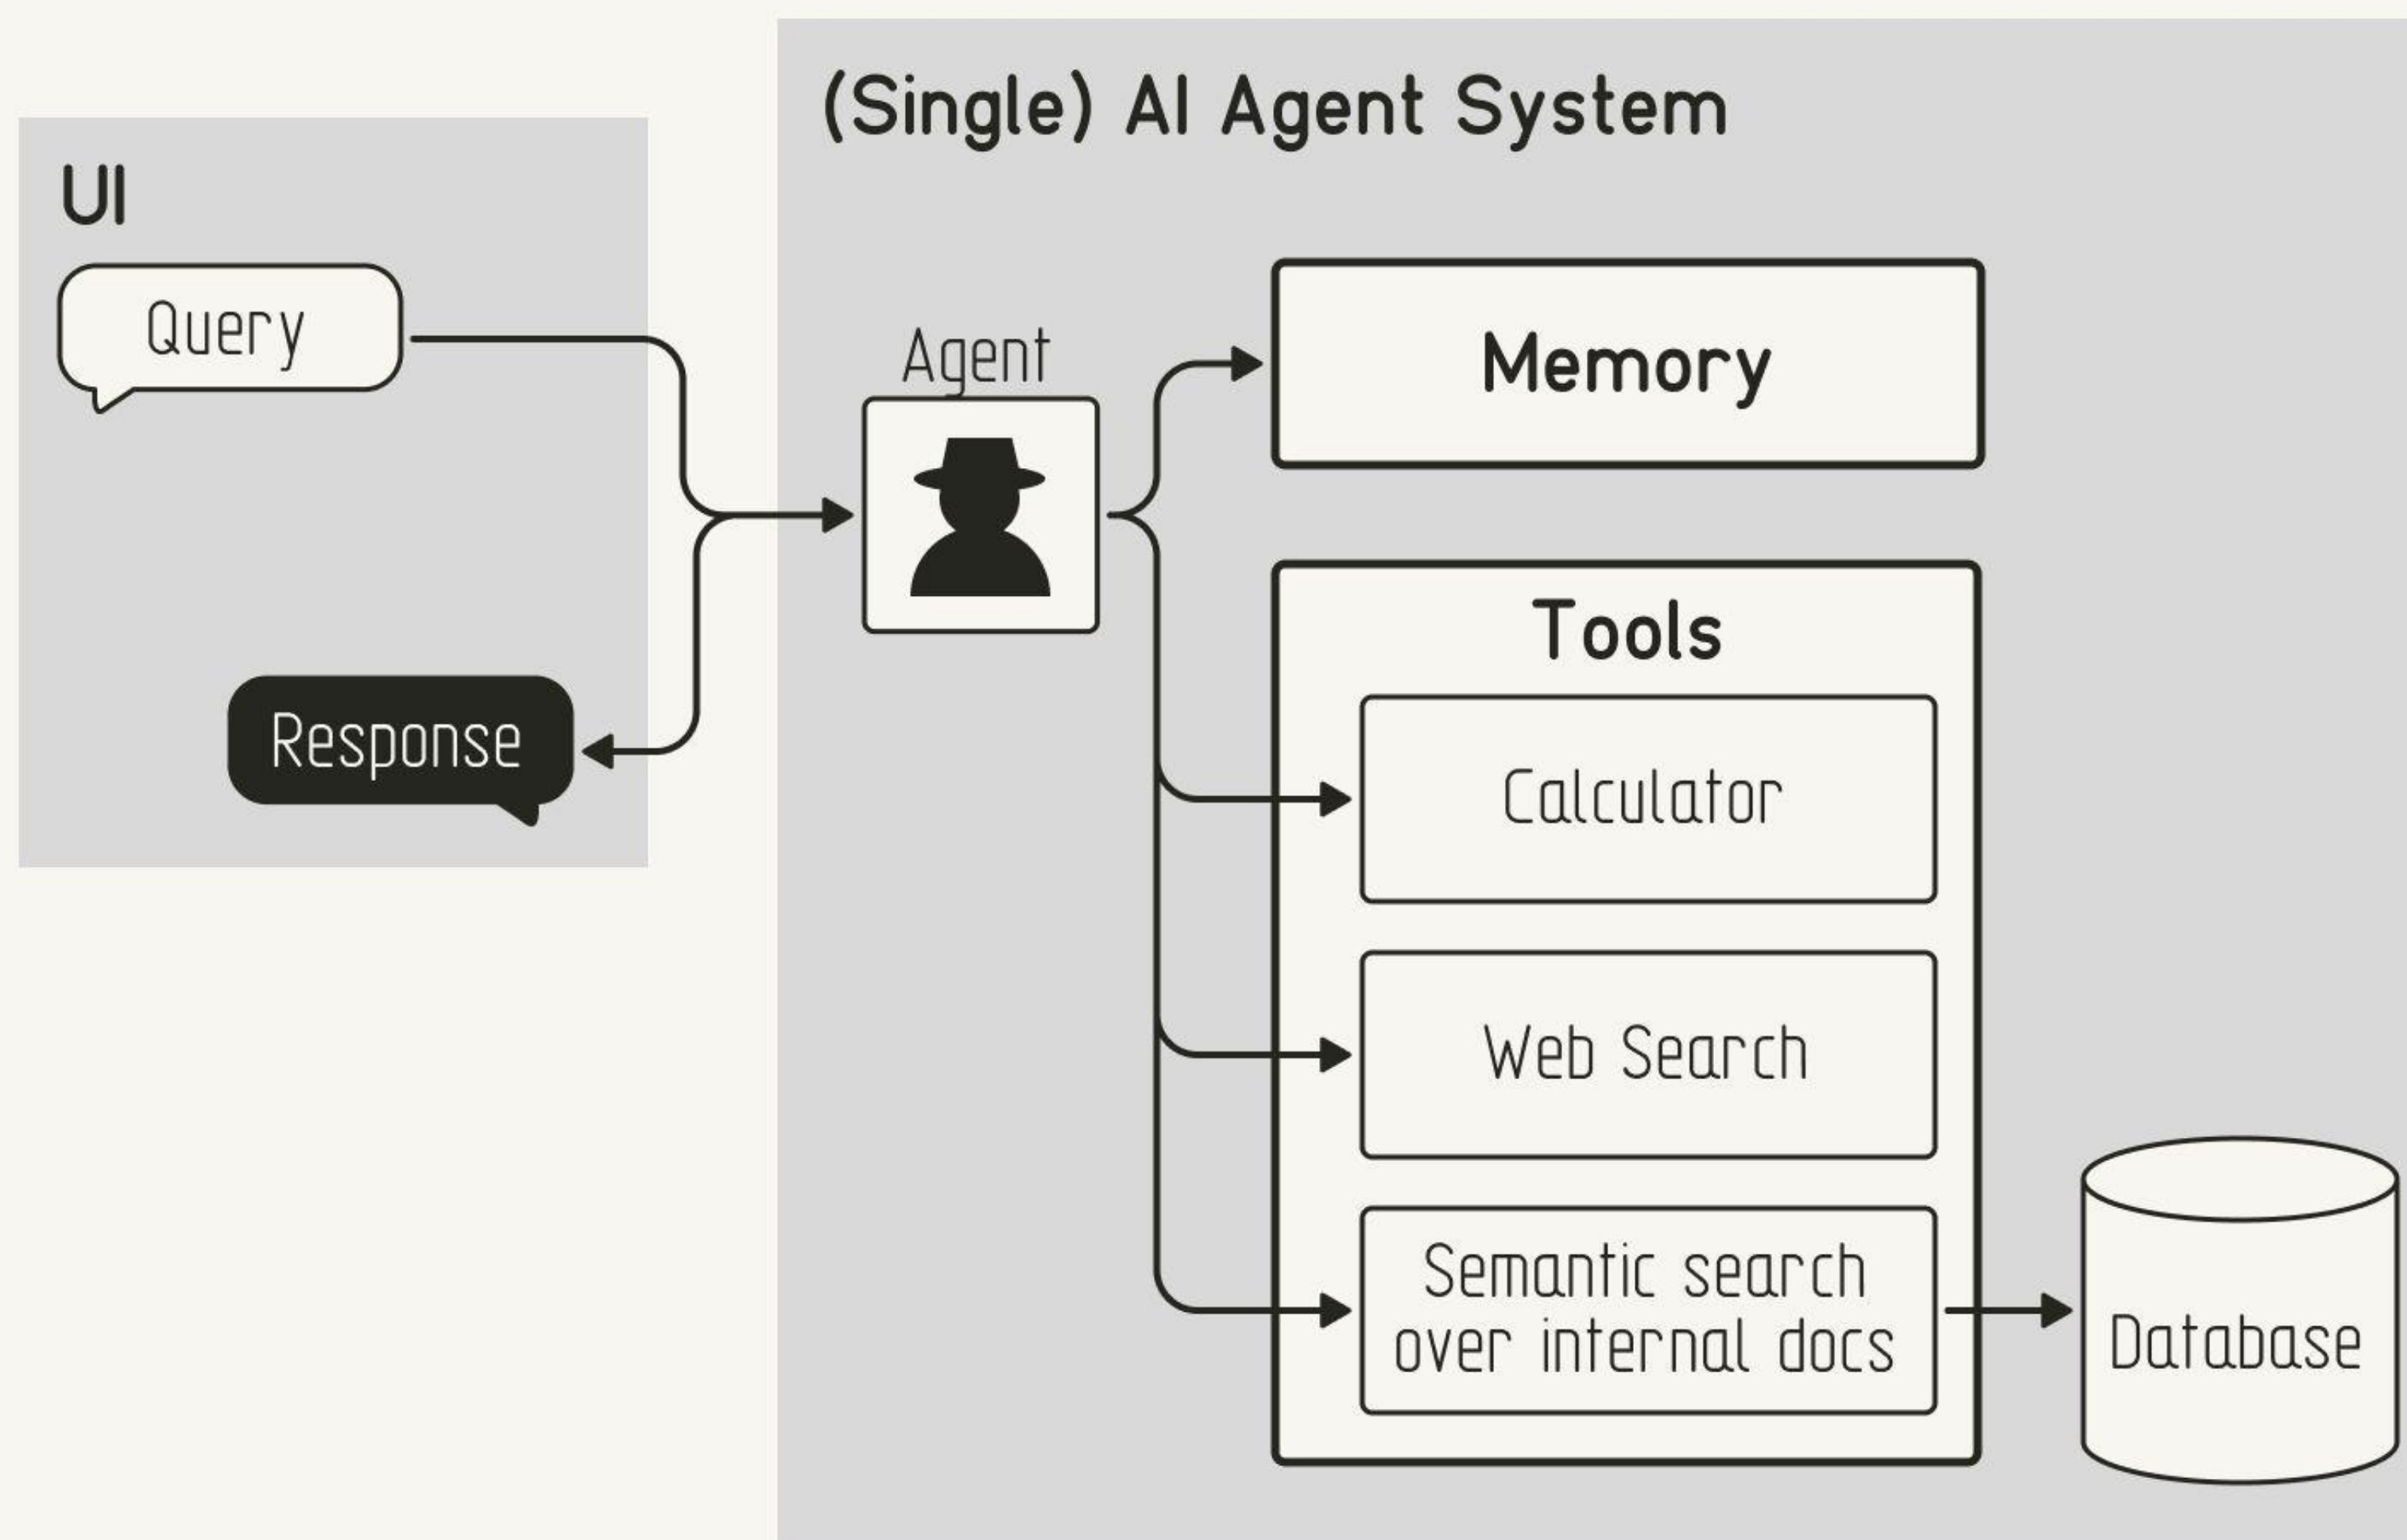 (Single) AI Agent System
UI
Query
Response
Agent
Memory
Tools
Calculator
Web Search
Semantic search
over internal docs
Database